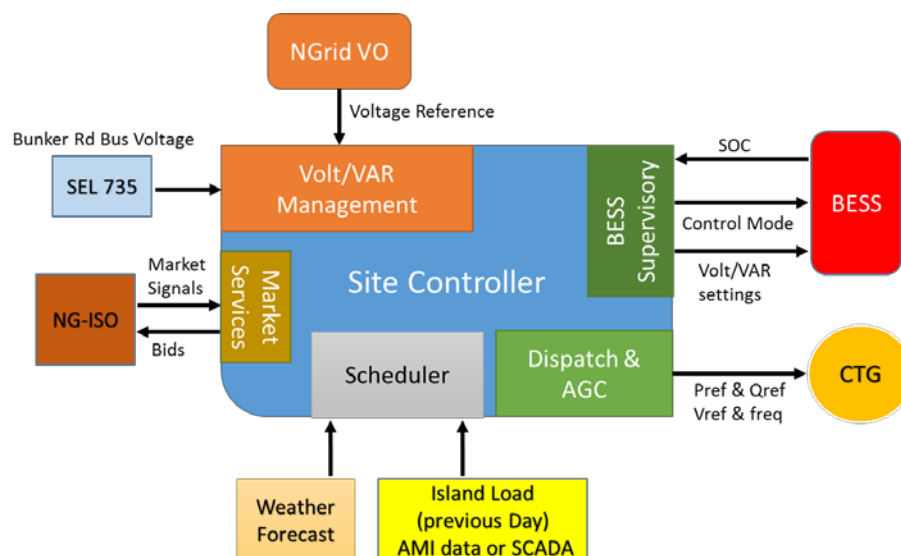 NGrid VO
Voltage Reference
Bunker Rd Bus Voltage
SEL 735
Volt/VAR
Management
BESS
Supervisory
SOC
Control Mode
Volt/VAR
settings
BESS
Market
Signals
NG-ISO
Bids
Market
Services
Site Controller
Scheduler
Dispatch &
AGC
Pref & Qref
Vref & freq
CTG
Weather
Forecast
Island Load
(previous Day)
AMI data or SCADA